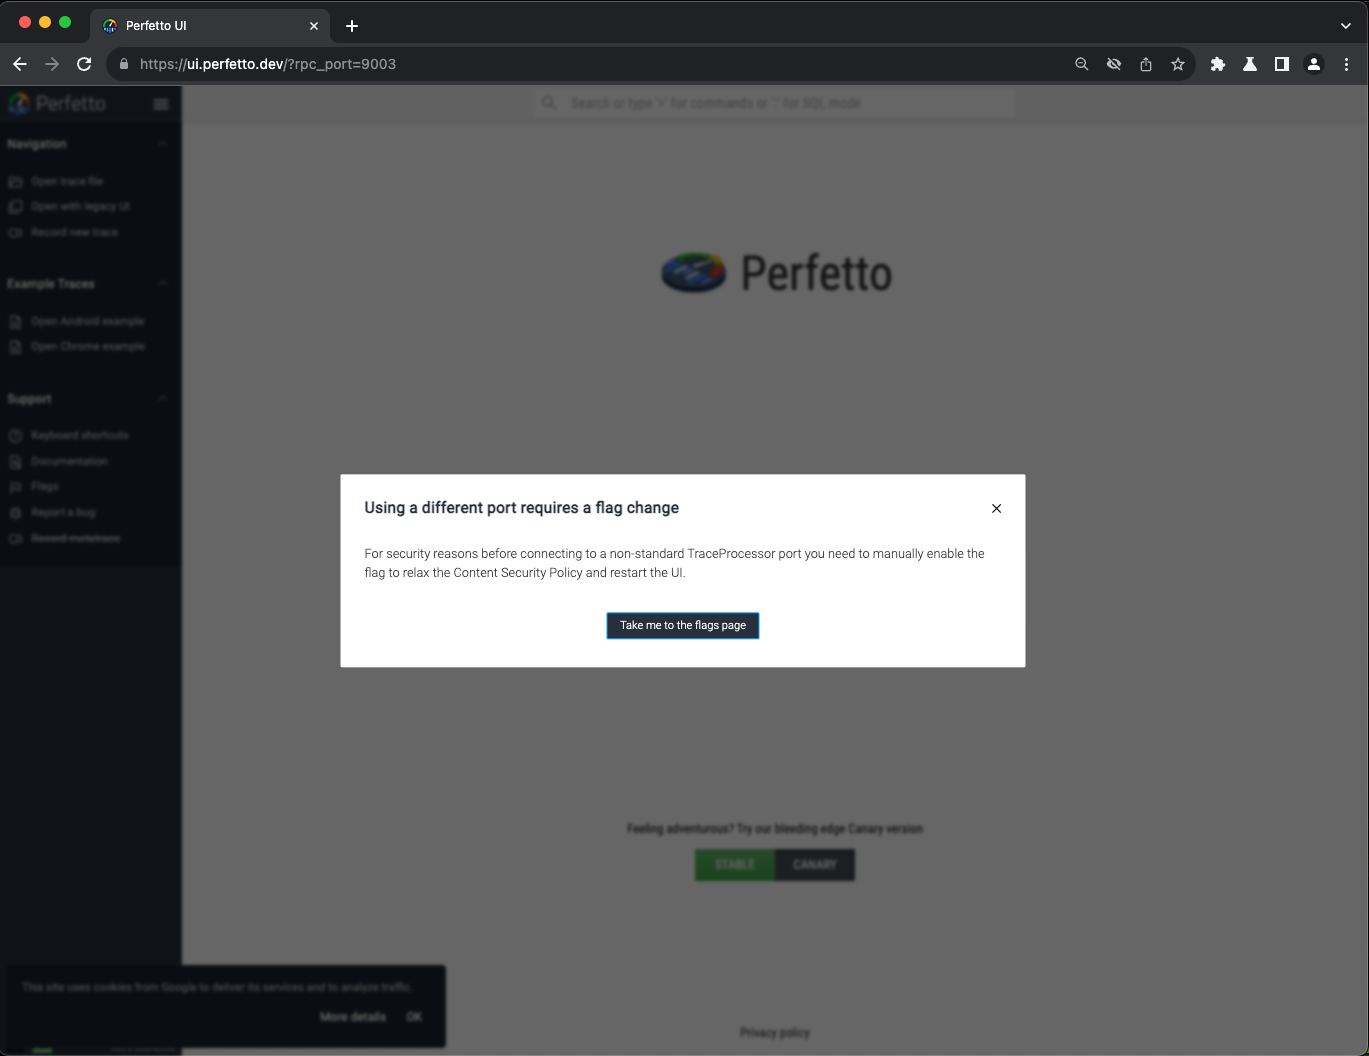 Perfetto UI
https://ui.perfetto.dev/?rpc_port=9003
Perfetto
Search or type '>' for commands or ':' for SQL mode
Navigation
Open trace file
Open with legacy UI
Record new trace
Example Traces
Open Android example
Open Chrome example
Support
Keyboard shortcuts
Documentation
Flags
Report a bug
Record metatrace
Perfetto
Using a different port requires a flag change
For security reasons before connecting to a non-standard TraceProcessor port you need to manually enable the
flag to relax the Content Security Policy and restart the UI.
Take me to the flags page
Feeling adventurous? Try our bleeding edge Canary version
STABLE CANARY
This site uses cookies from Google to deliver its services and to analyze traffic.
More details OK
Privacy policy